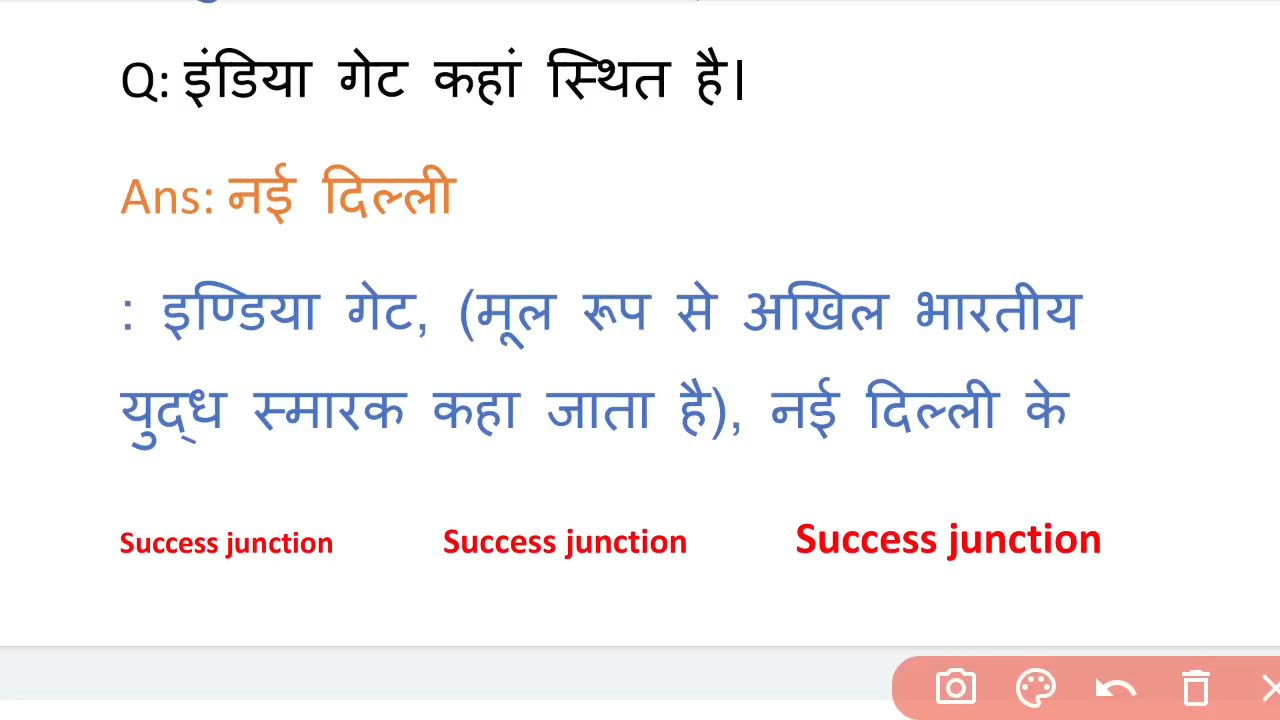 Q: इंडिया गेट कहां स्थित है।
Ans: नई दिल्ली
: इण्डिया गेट, (मूल रूप से अखिल भारतीय
युद्ध स्मारक कहा जाता है), नई दिल्ली के
Success junction Success junction Success junction